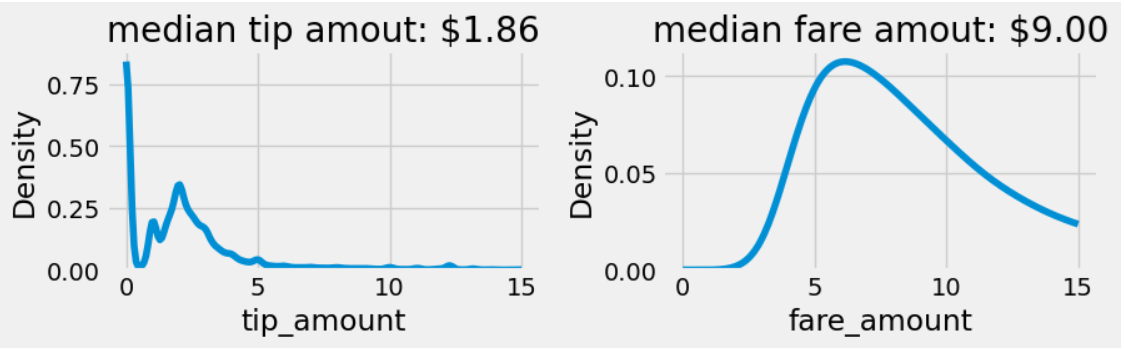 median tip amout: $1.86
Density
0.75
0.50
0.25
0.00
0 5 10 15
tip_amount
median fare amout: $9.00
Density
0.10
0.05
0.00
0 5 10 15
fare_amount